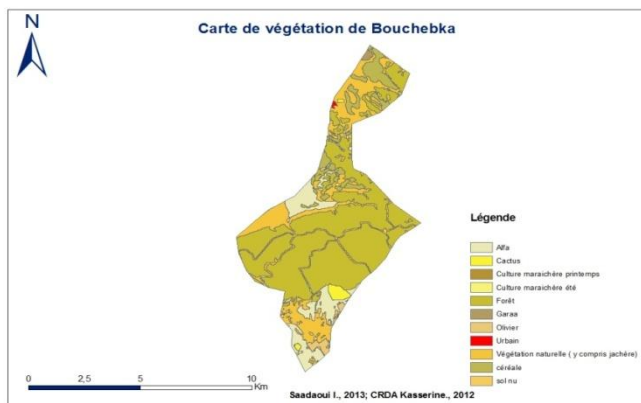 N
Carte de végétation de Bouchebka
Légende
Alfa
Cactus
Culture maraichère printemps
Culture maraichère été
Forêt
Garaa
Olivier
Urbain
Végétation naturelle ( y compris jachère)
céréale
sol nu
0 2,5 5 10
Km
Saadaoui I., 2013; CRDA Kasserine., 2012